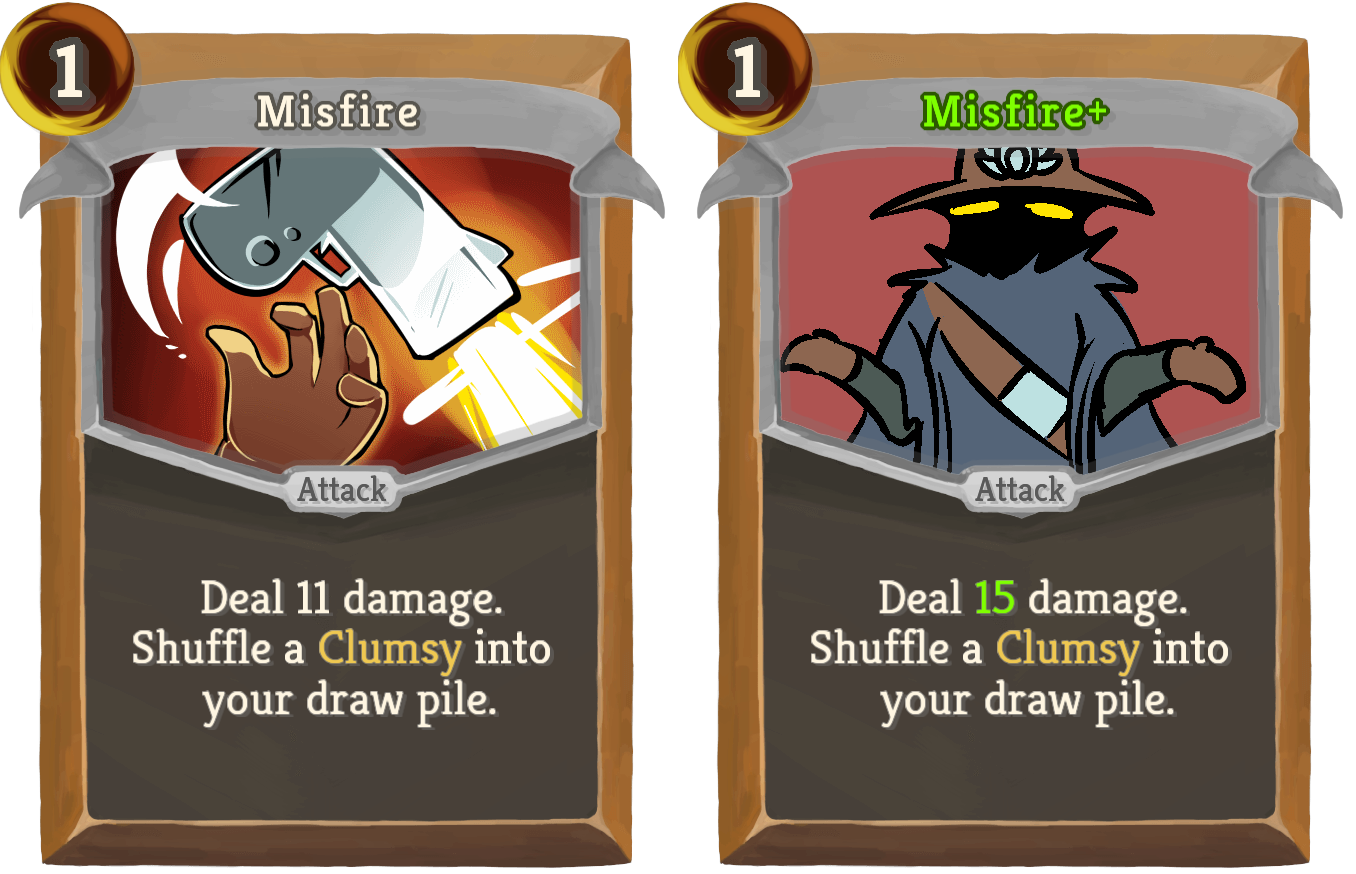 1
Misfire
Attack
Deal 11 damage.
Shuffle a Clumsy into
your draw pile.
1
Misfire+
Attack
Deal 15 damage.
Shuffle a Clumsy into
your draw pile.